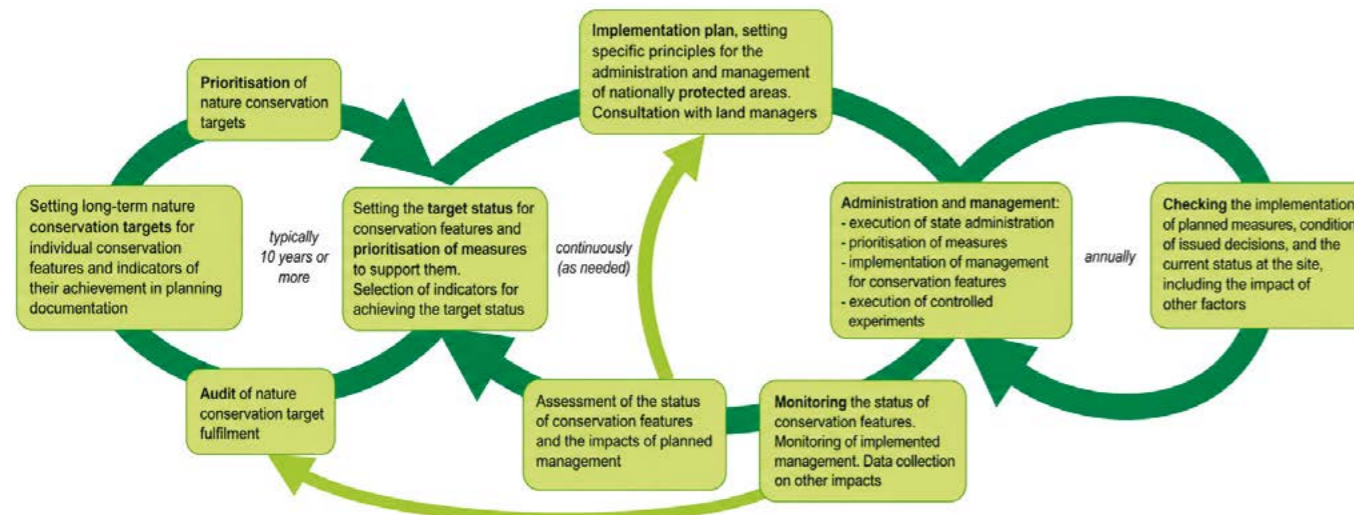 Prioritisation of
nature conservation
targets
Implementation plan, setting
specific principles for the
administration and management
of nationally protected areas.
Consultation with land managers
Setting long-term nature
conservation targets for
individual conservation
features and indicators of
their achievement in planning
documentation
typically
10 years or
more
Setting the target status for
conservation features and
prioritisation of measures
to support them.
Selection of indicators for
achieving the target status
continuously
(as needed)
Administration and management:
- execution of state administration
- prioritisation of measures
- implementation of management
for conservation features
- execution of controlled
experiments
annually
Checking the implementation
of planned measures, condition
of issued decisions, and the
current status at the site,
including the impact of
other factors
Audit of nature
conservation target
fulfilment
Assessment of the status
of conservation features
and the impacts of planned
management
Monitoring the status of
conservation features.
Monitoring of implemented
management. Data collection
on other impacts